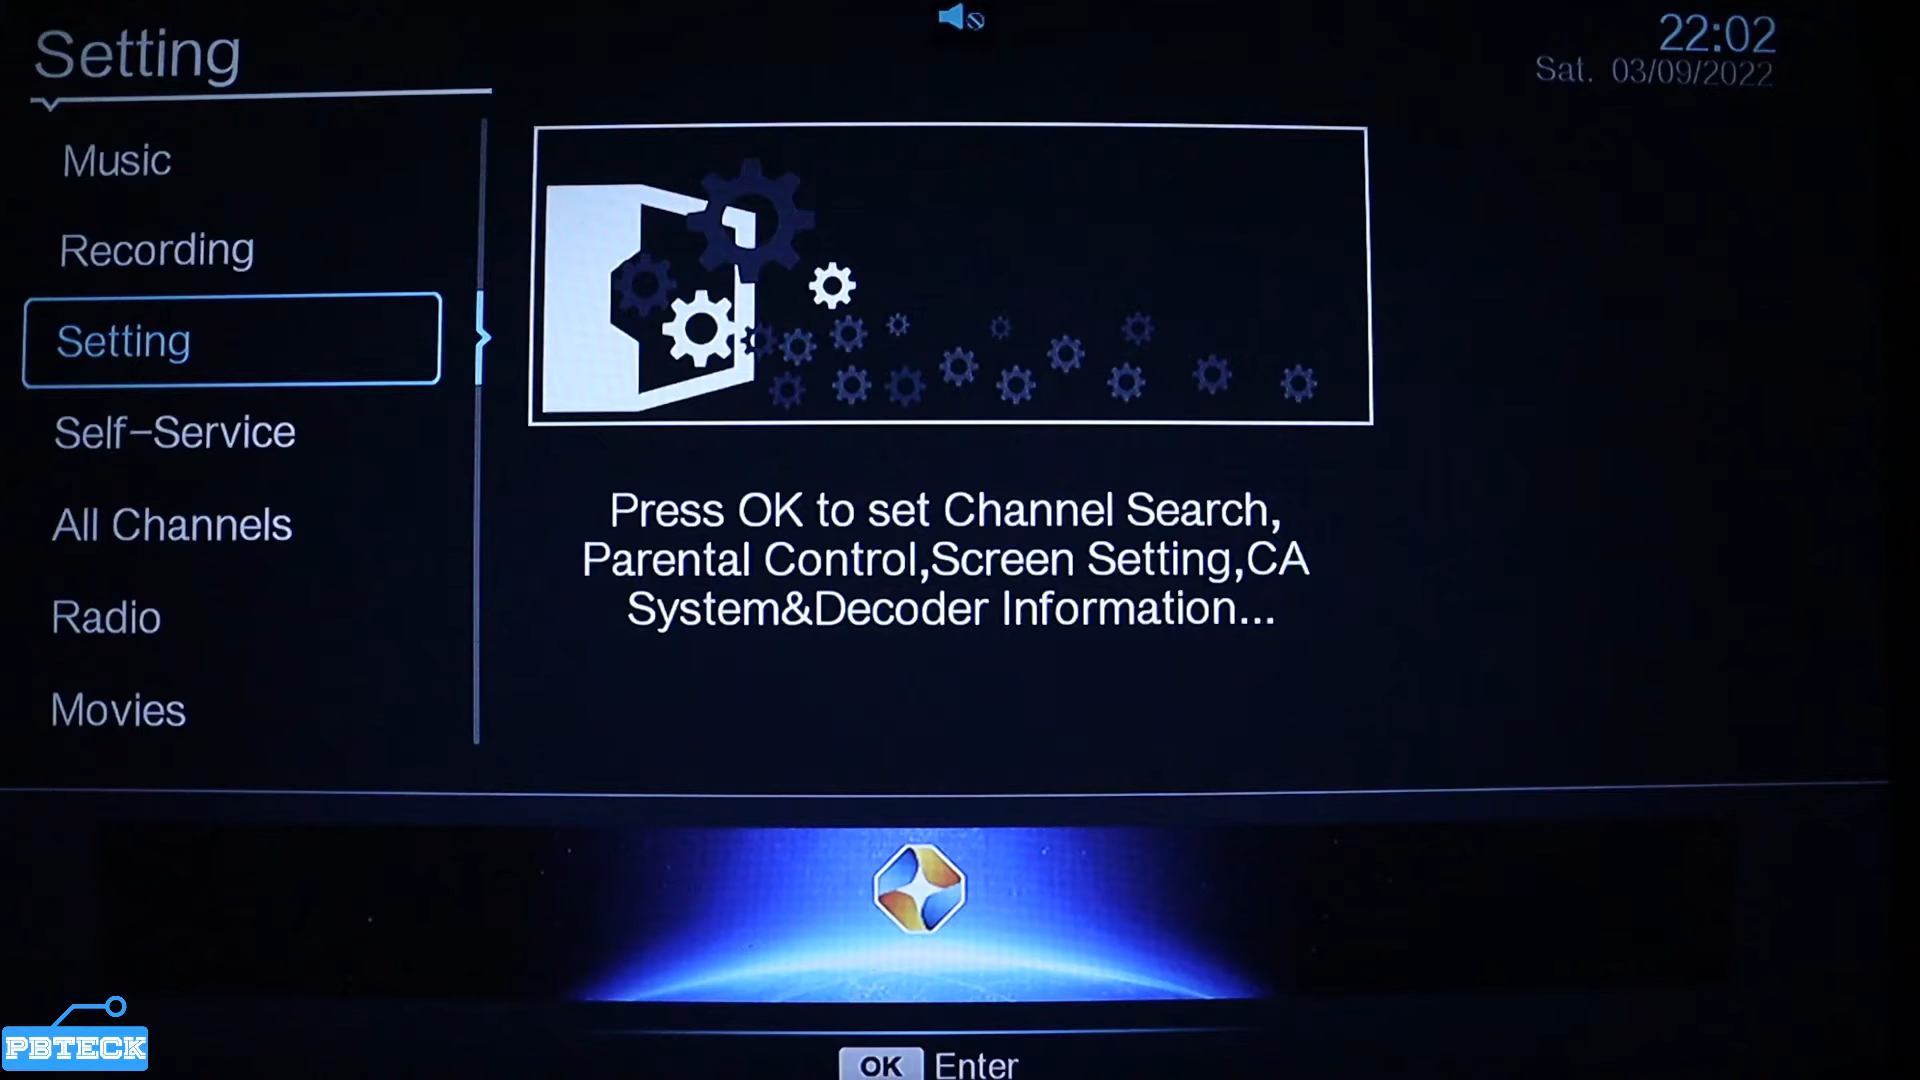 Setting
22:02
Sat. 03/09/2022
Music
Recording
Setting
Self-Service
All Channels
Radio
Movies
Press OK to set Channel Search,
Parental Control,Screen Setting,CA
System&Decoder Information...
PBTECK
OK Enter